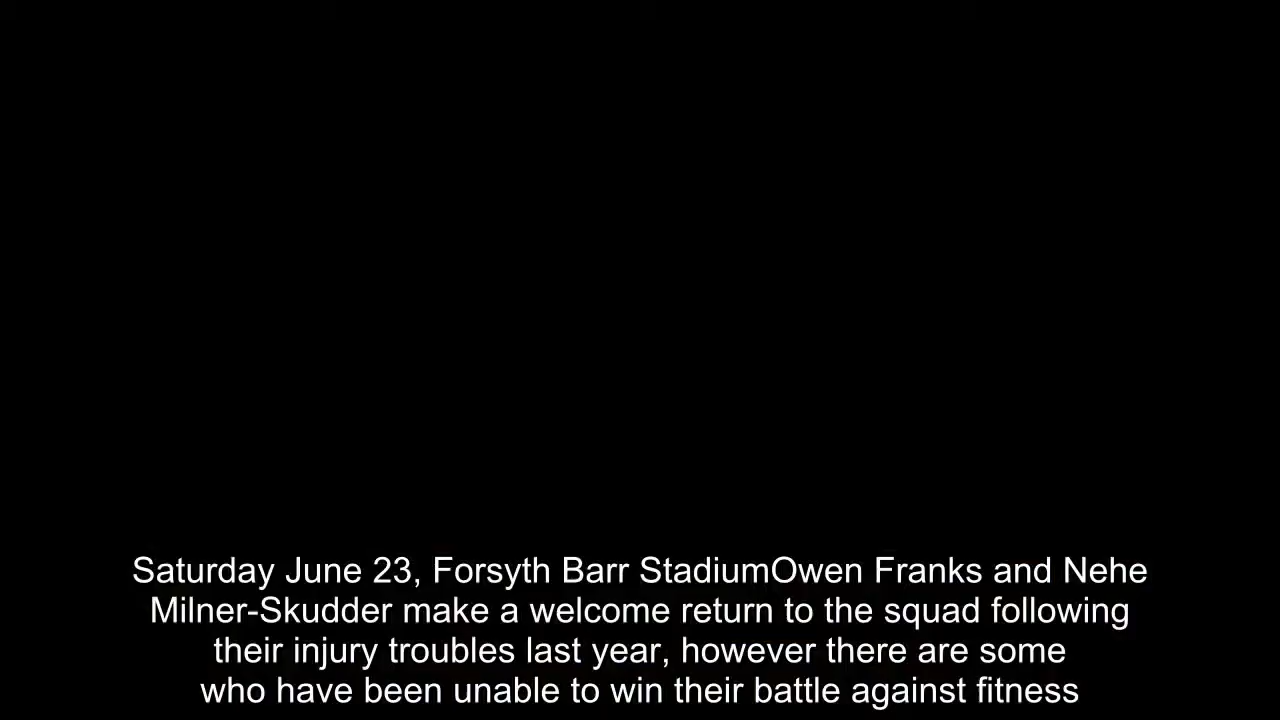 Saturday June 23, Forsyth Barr StadiumOwen Franks and Nehe
Milner-Skudder make a welcome return to the squad following
their injury troubles last year, however there are some
who have been unable to win their battle against fitness